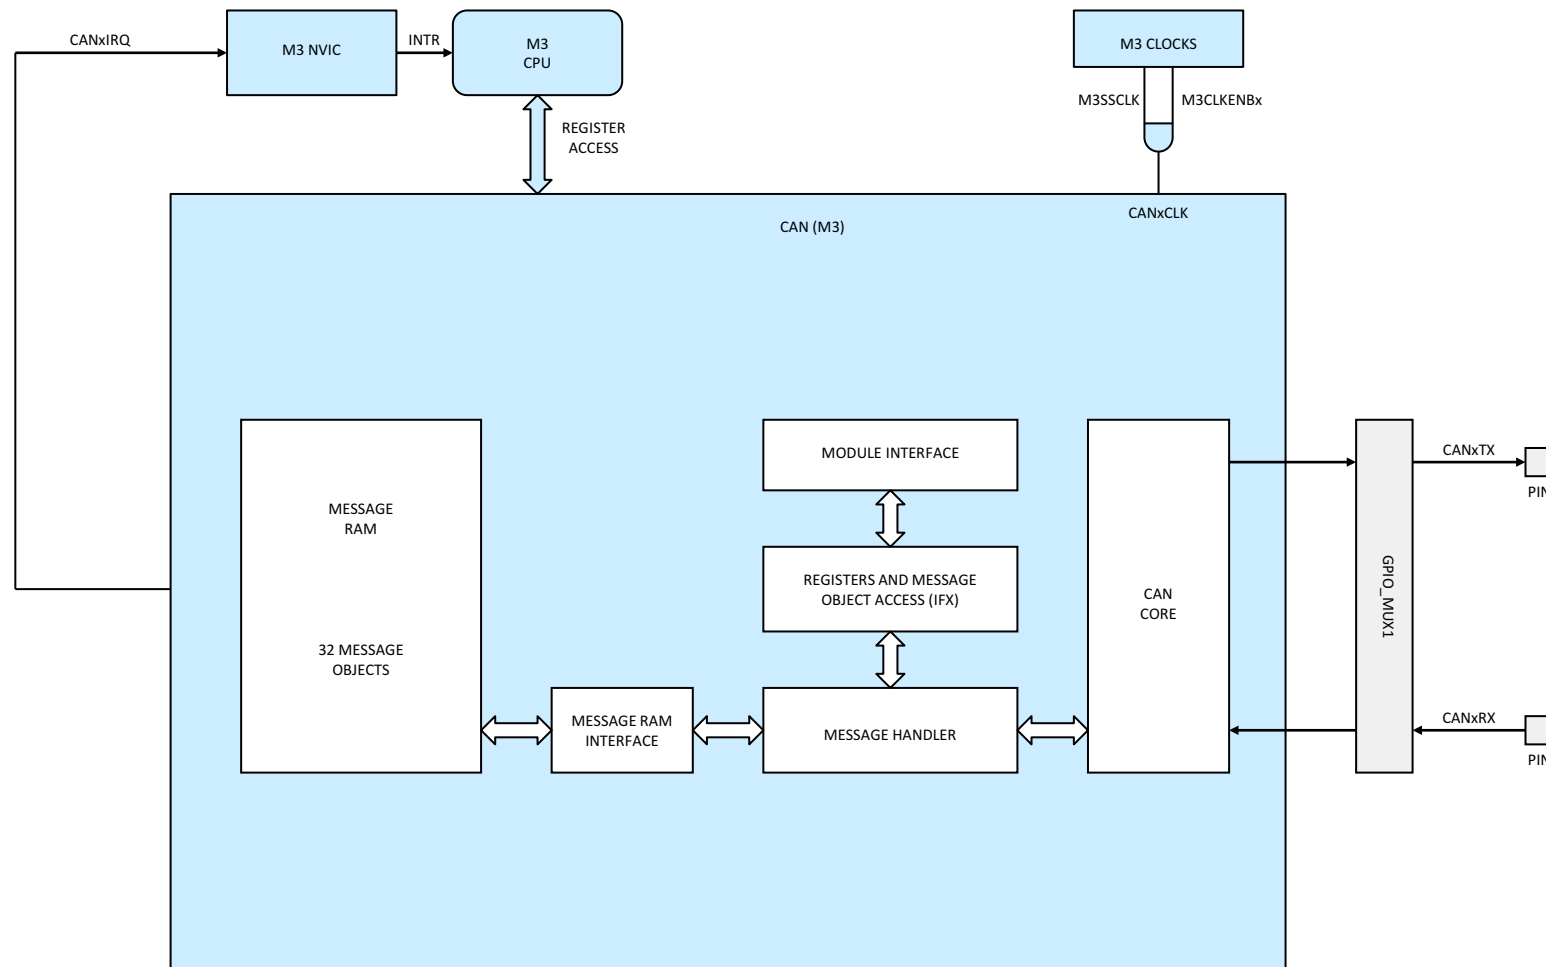 CANxIRQ
M3 NVIC
INTR
M3
CPU
M3 CLOCKS
M3SSCLK
M3CLKENBx
REGISTER
ACCESS
CANxCLK
CAN (M3)
MESSAGE
RAM
32 MESSAGE
OBJECTS
MODULE INTERFACE
REGISTERS AND MESSAGE
OBJECT ACCESS (IFX)
MESSAGE RAM
INTERFACE
MESSAGE HANDLER
CAN
CORE
GPIO_MUX1
CANxTX
PIN
CANxRX
PIN